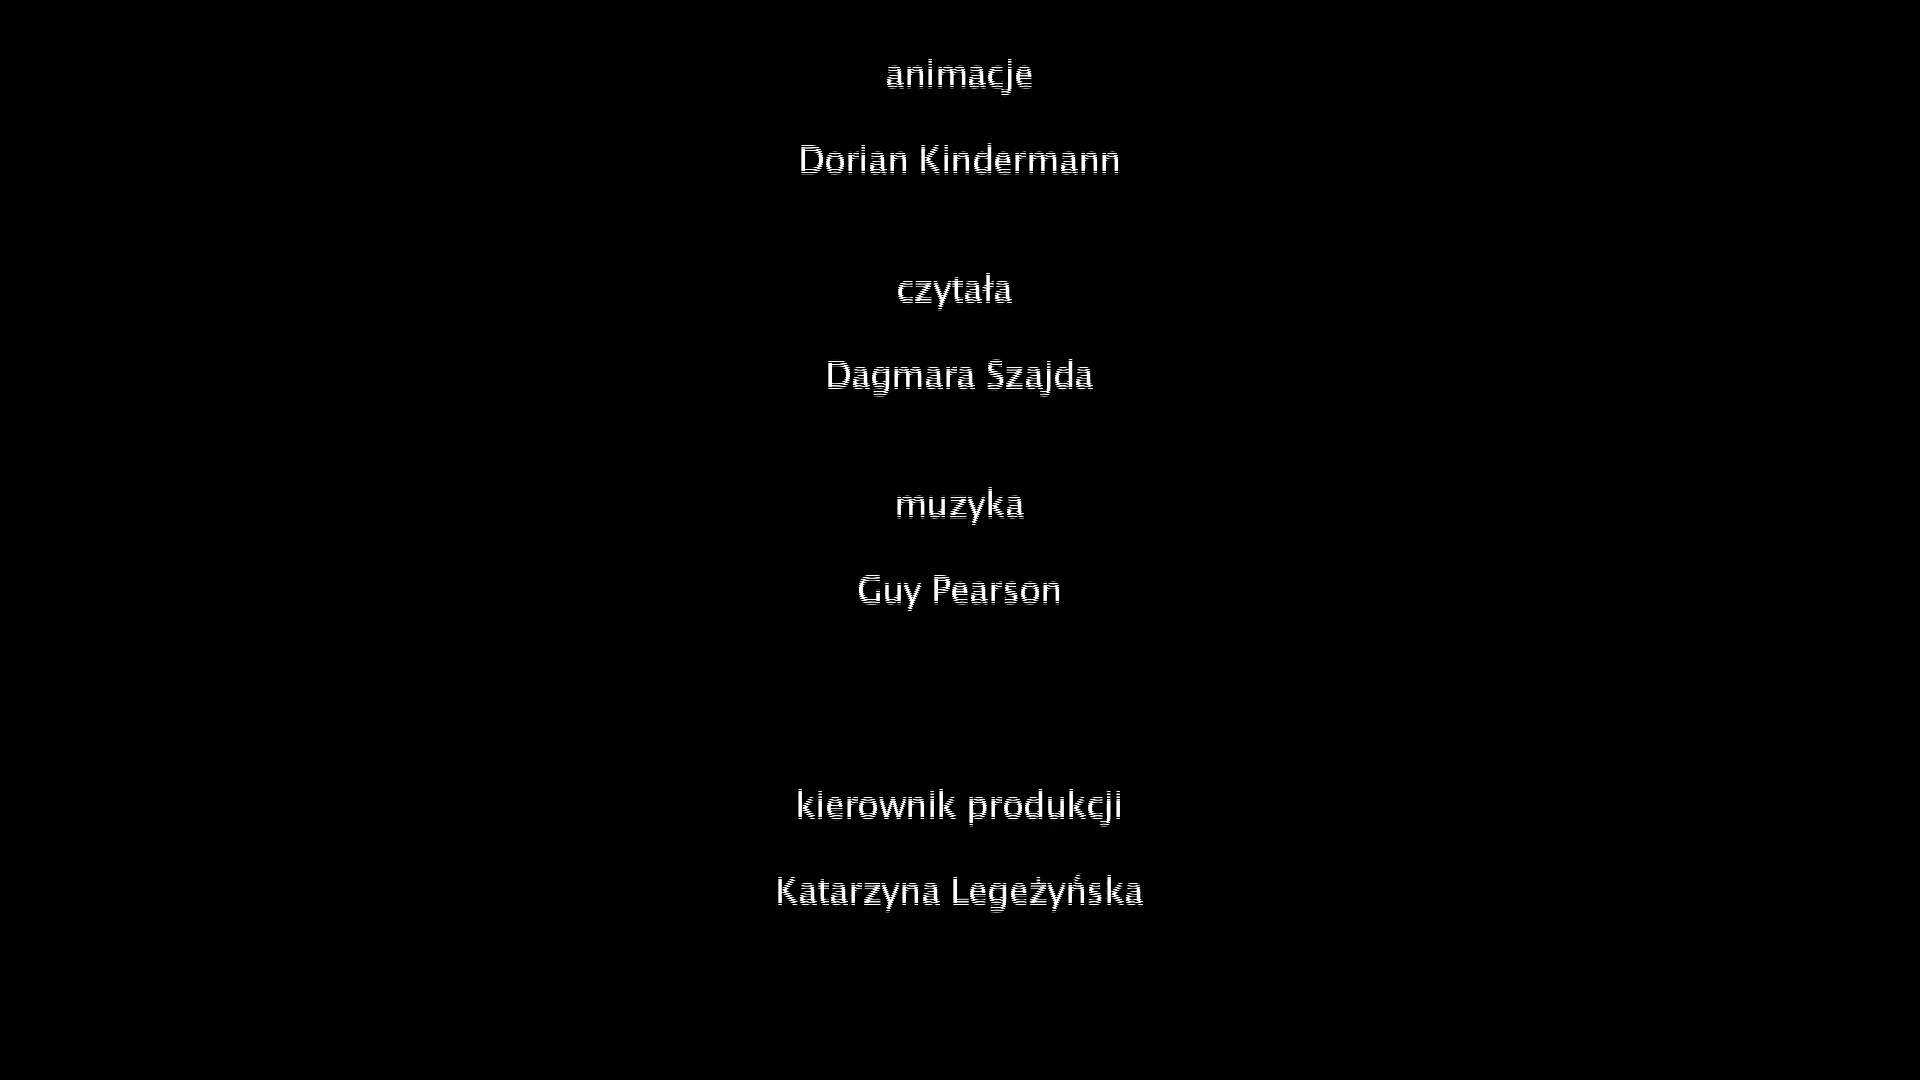 animacje
Dorian Kindermann
czytała
Dagmara Szajda
muzyka
Guy Pearson
kierownik produkcji
Katarzyna Legeżyńska